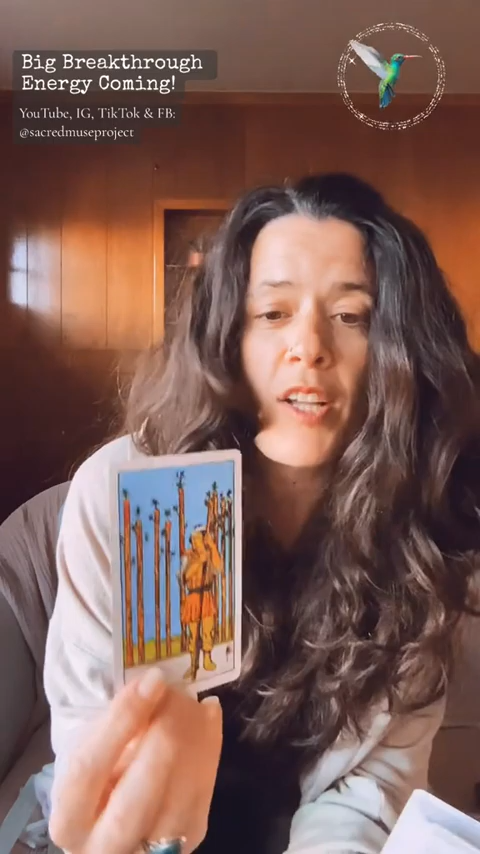 Big Breakthrough
Energy Coming!
YouTube, IG, TikTok & FB:
@sacredmuseproject